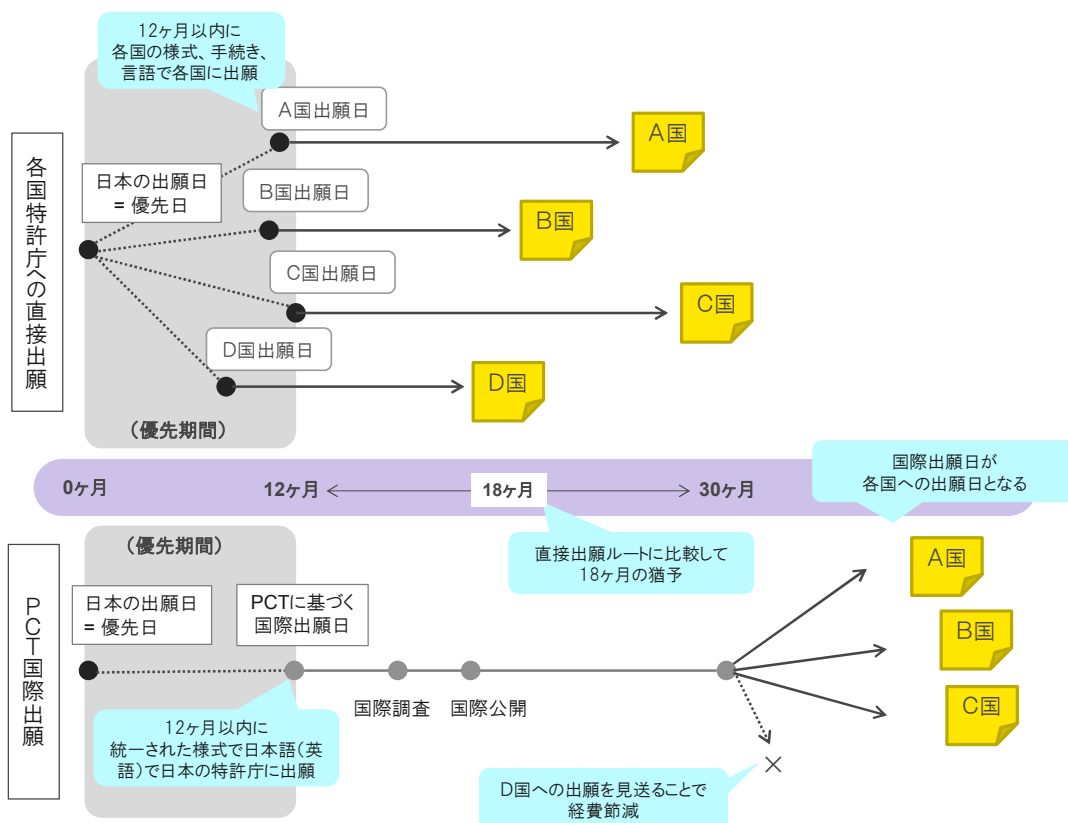 12ヶ月以内に
各国の様式、手続き、
言語で各国に出願
A国出願日
A国
各国特許庁への直接出願
日本の出願日
= 優先日
B国出願日
B国
C国出願日
C国
D国出願日
D国
（優先期間）
国際出願日が
各国への出願日となる
0ヶ月
12ヶ月
18ヶ月
30ヶ月
（優先期間）
直接出願ルートに比較して
18ヶ月の猶予
PCT国際出願
日本の出願日
= 優先日
PCTに基づく
国際出願日
A国
B国
C国
国際調査
国際公開
12ヶ月以内に
統一された様式で日本語（英
語）で日本の特許庁に出願
×
D国への出願を見送ることで
経費節減